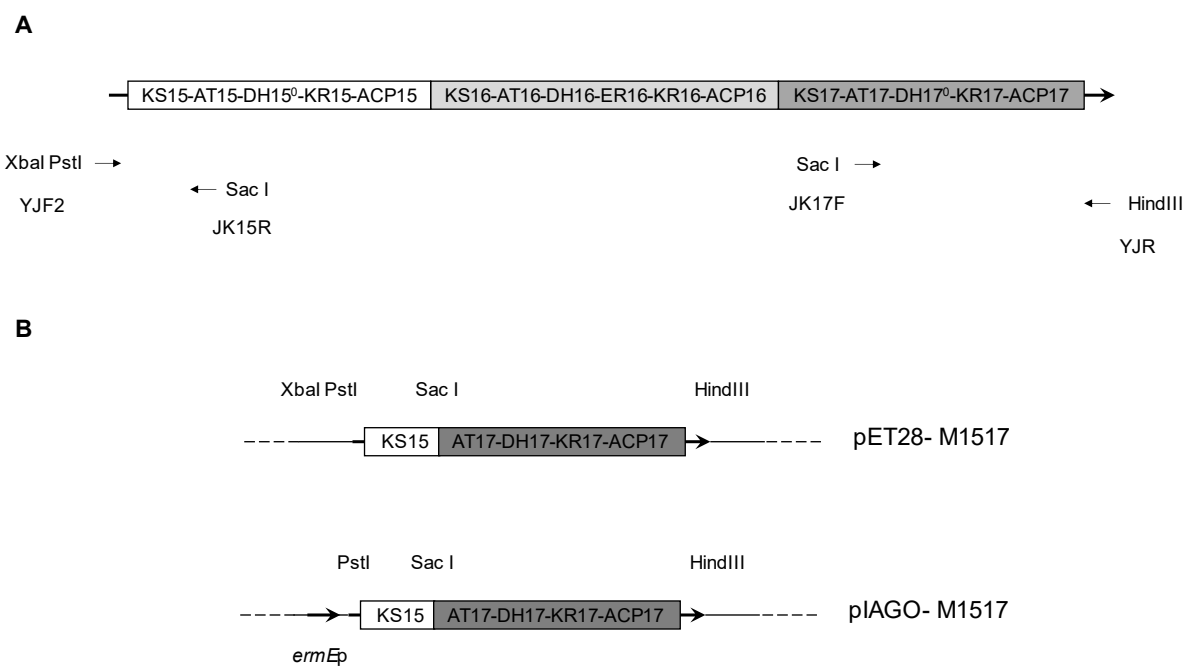 A
KS15-AT15-DH15⁰-KR15-ACP15 KS16-AT16-DH16-ER16-KR16-ACP16 KS17-AT17-DH17⁰-KR17-ACP17
XbaI PstI Sac I
YJF2 Sac I JK17F HindIII
JK15R YJR
B
XbaI PstI Sac I HindIII
KS15 AT17-DH17-KR17-ACP17 pET28- M1517
PstI Sac I HindIII
KS15 AT17-DH17-KR17-ACP17 pIAGO- M1517
ermEp